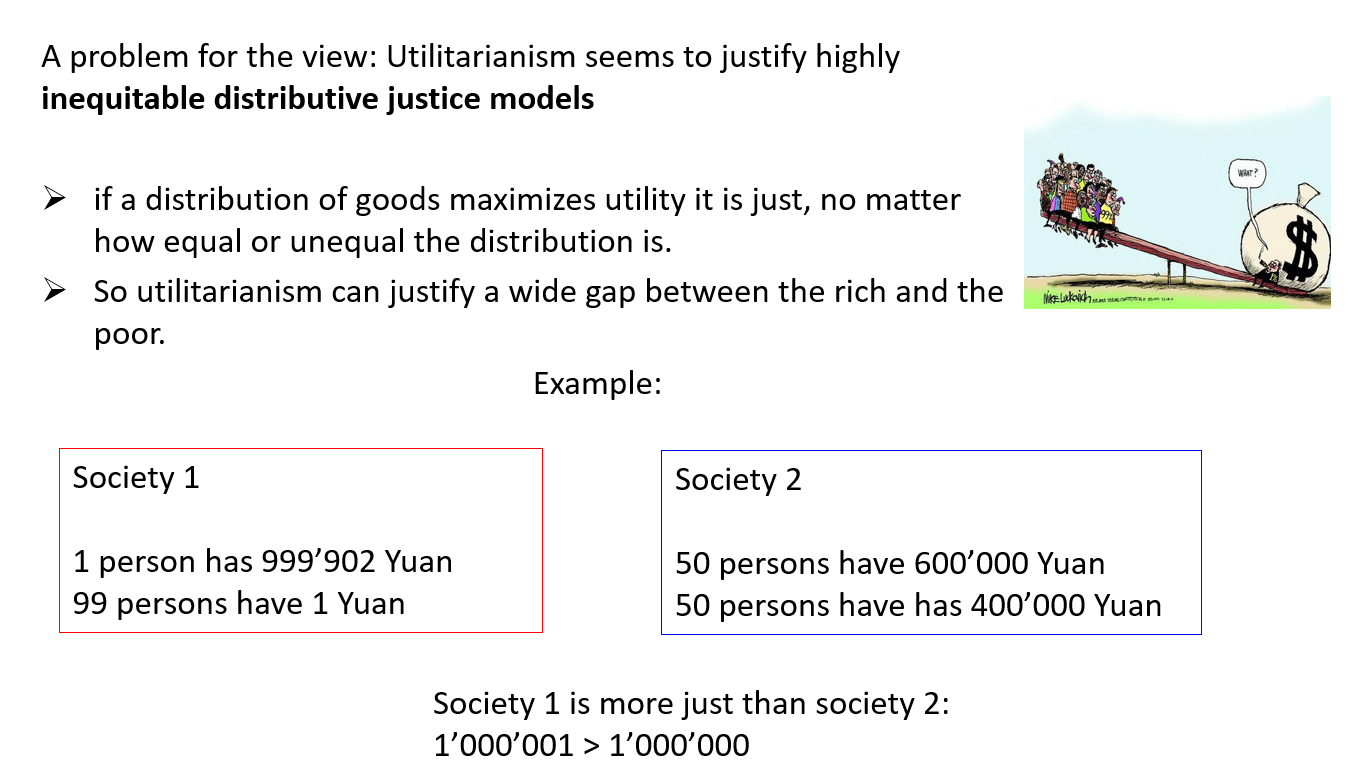 A problem for the view: Utilitarianism seems to justify highly
inequitable distributive justice models
➢ if a distribution of goods maximizes utility it is just, no matter
how equal or unequal the distribution is.
➢ So utilitarianism can justify a wide gap between the rich and the
poor.
WHAT?
99%
$
MIKE LUCKOVICH
Example:
Society 1
1 person has 999’902 Yuan
99 persons have 1 Yuan
Society 2
50 persons have 600’000 Yuan
50 persons have has 400’000 Yuan
Society 1 is more just than society 2:
1’000’001 > 1’000’000